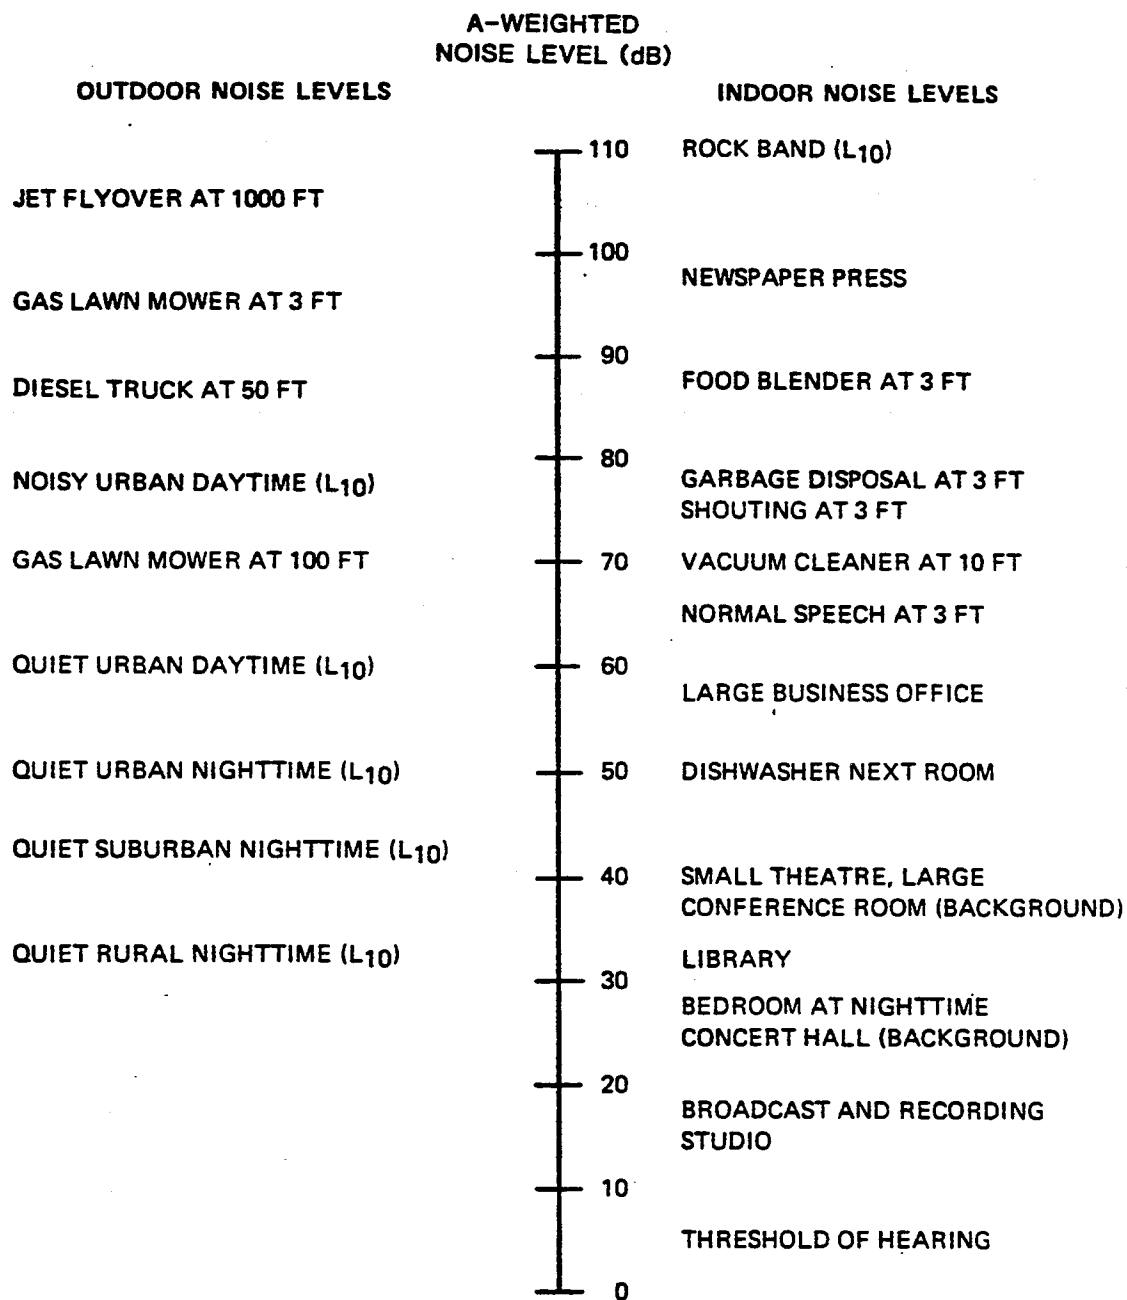 A-WEIGHTED
NOISE LEVEL (dB)
OUTDOOR NOISE LEVELS
INDOOR NOISE LEVELS
110 ROCK BAND (L10)
JET FLYOVER AT 1000 FT
100
NEWSPAPER PRESS
GAS LAWN MOWER AT 3 FT
90
DIESEL TRUCK AT 50 FT
FOOD BLENDER AT 3 FT
80
NOISY URBAN DAYTIME (L10)
GARBAGE DISPOSAL AT 3 FT
SHOUTING AT 3 FT
GAS LAWN MOWER AT 100 FT
70 VACUUM CLEANER AT 10 FT
NORMAL SPEECH AT 3 FT
QUIET URBAN DAYTIME (L10)
60
LARGE BUSINESS OFFICE
QUIET URBAN NIGHTTIME (L10)
50 DISHWASHER NEXT ROOM
QUIET SUBURBAN NIGHTTIME (L10)
40 SMALL THEATRE, LARGE
CONFERENCE ROOM (BACKGROUND)
QUIET RURAL NIGHTTIME (L10)
LIBRARY
30
BEDROOM AT NIGHTTIME
CONCERT HALL (BACKGROUND)
20
BROADCAST AND RECORDING
STUDIO
10
THRESHOLD OF HEARING
0